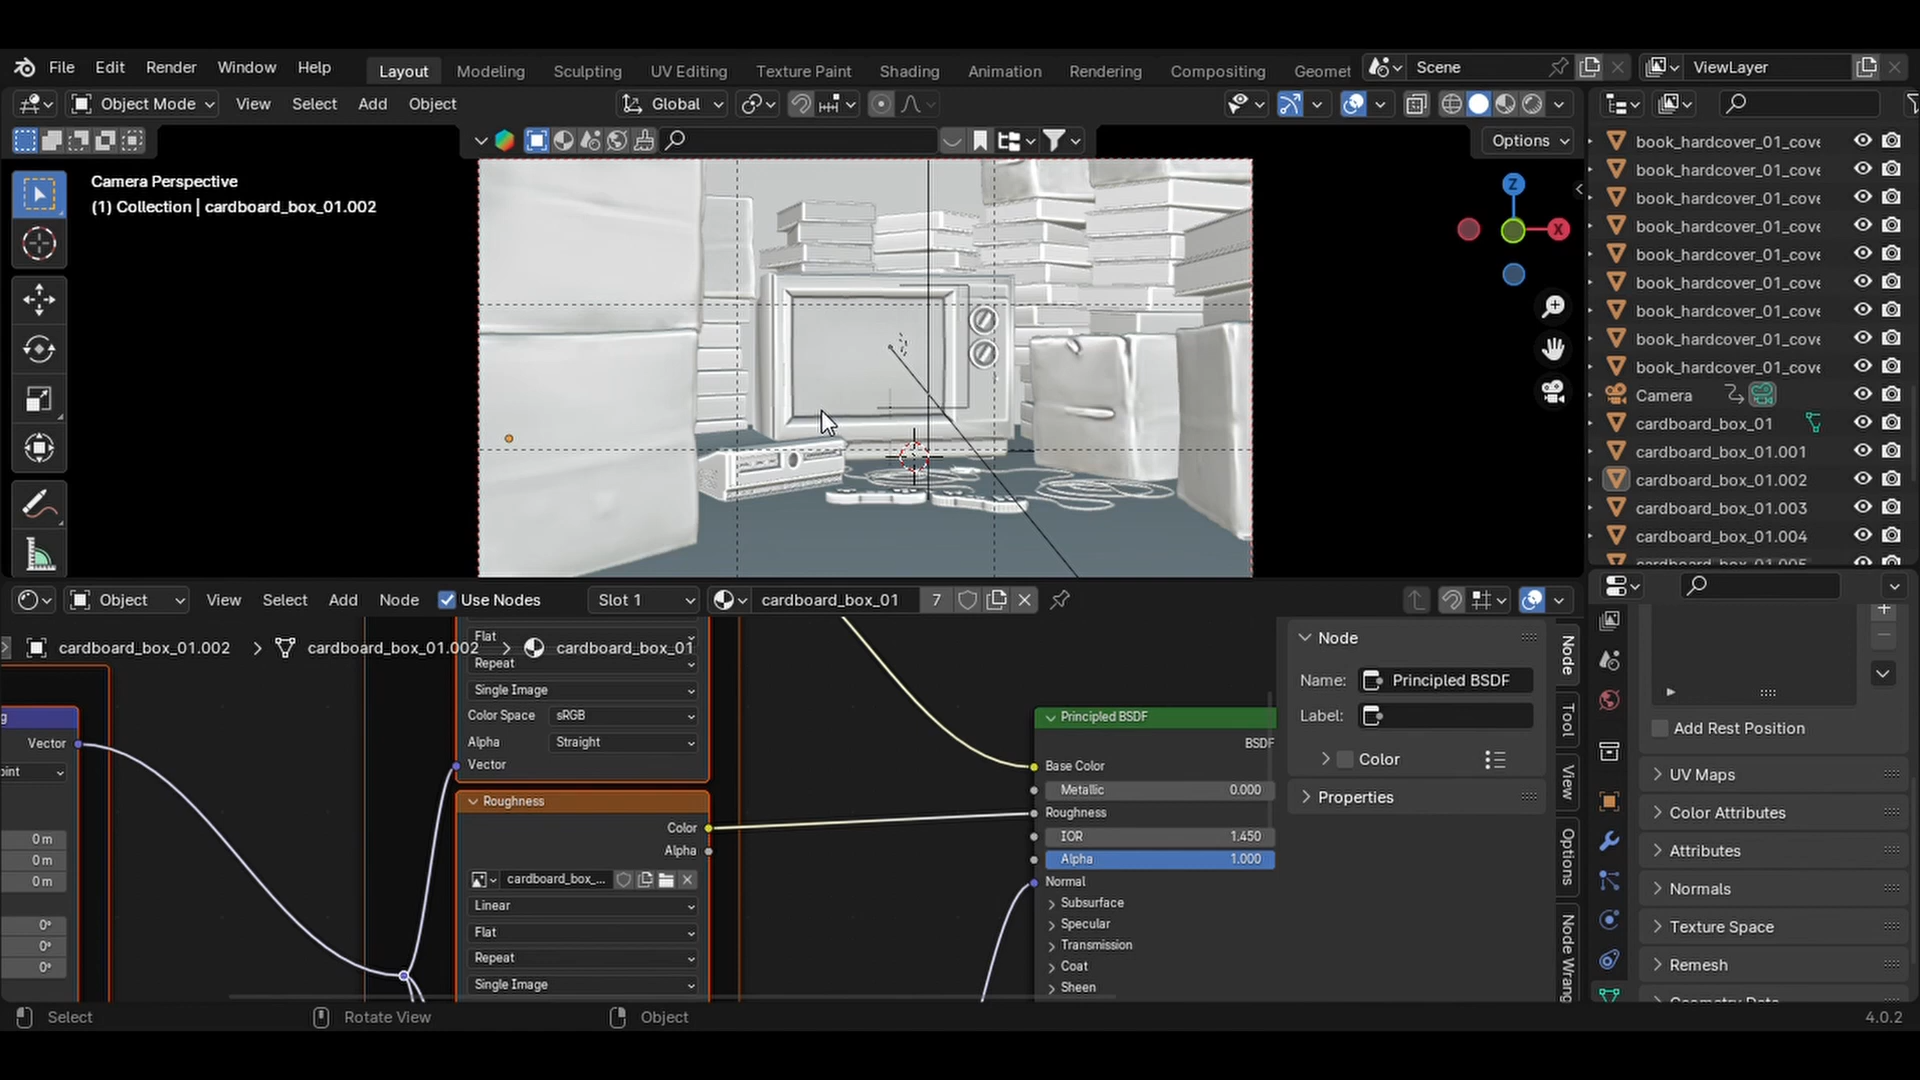 File Edit Render Window Help
Layout Modeling Sculpting UV Editing Texture Paint Shading Animation Rendering Compositing Geomet
Scene
ViewLayer
Object Mode View Select Add Object
Global
Options
Camera Perspective
(1) Collection | cardboard_box_01.002
Z
X
book_hardcover_01_cove
book_hardcover_01_cove
book_hardcover_01_cove
book_hardcover_01_cove
book_hardcover_01_cove
book_hardcover_01_cove
book_hardcover_01_cove
book_hardcover_01_cove
book_hardcover_01_cove
Camera
cardboard_box_01
cardboard_box_01.001
cardboard_box_01.002
cardboard_box_01.003
cardboard_box_01.004
Object View Select Add Node Use Nodes Slot 1 cardboard_box_01 7
cardboard_box_01.002 > cardboard_box_01.002 > cardboard_box_01
g
Vector
oint
0 m
0 m
0 m
0°
0°
0°
Flat
Repeat
Single Image
Color Space sRGB
Alpha Straight
Vector
Roughness
Color
Alpha
cardboard_box_...
Linear
Flat
Repeat
Single Image
Principled BSDF
BSDF
Base Color
Metallic 0.000
Roughness
IOR 1.450
Alpha 1.000
Normal
Subsurface
Specular
Transmission
Coat
Sheen
Node
Name: Principled BSDF
Label:
Color
Properties
Node
Tool
View
Options
Node Wrang
Add Rest Position
UV Maps
Color Attributes
Attributes
Normals
Texture Space
Remesh
Select
Rotate View
Object
4.0.2